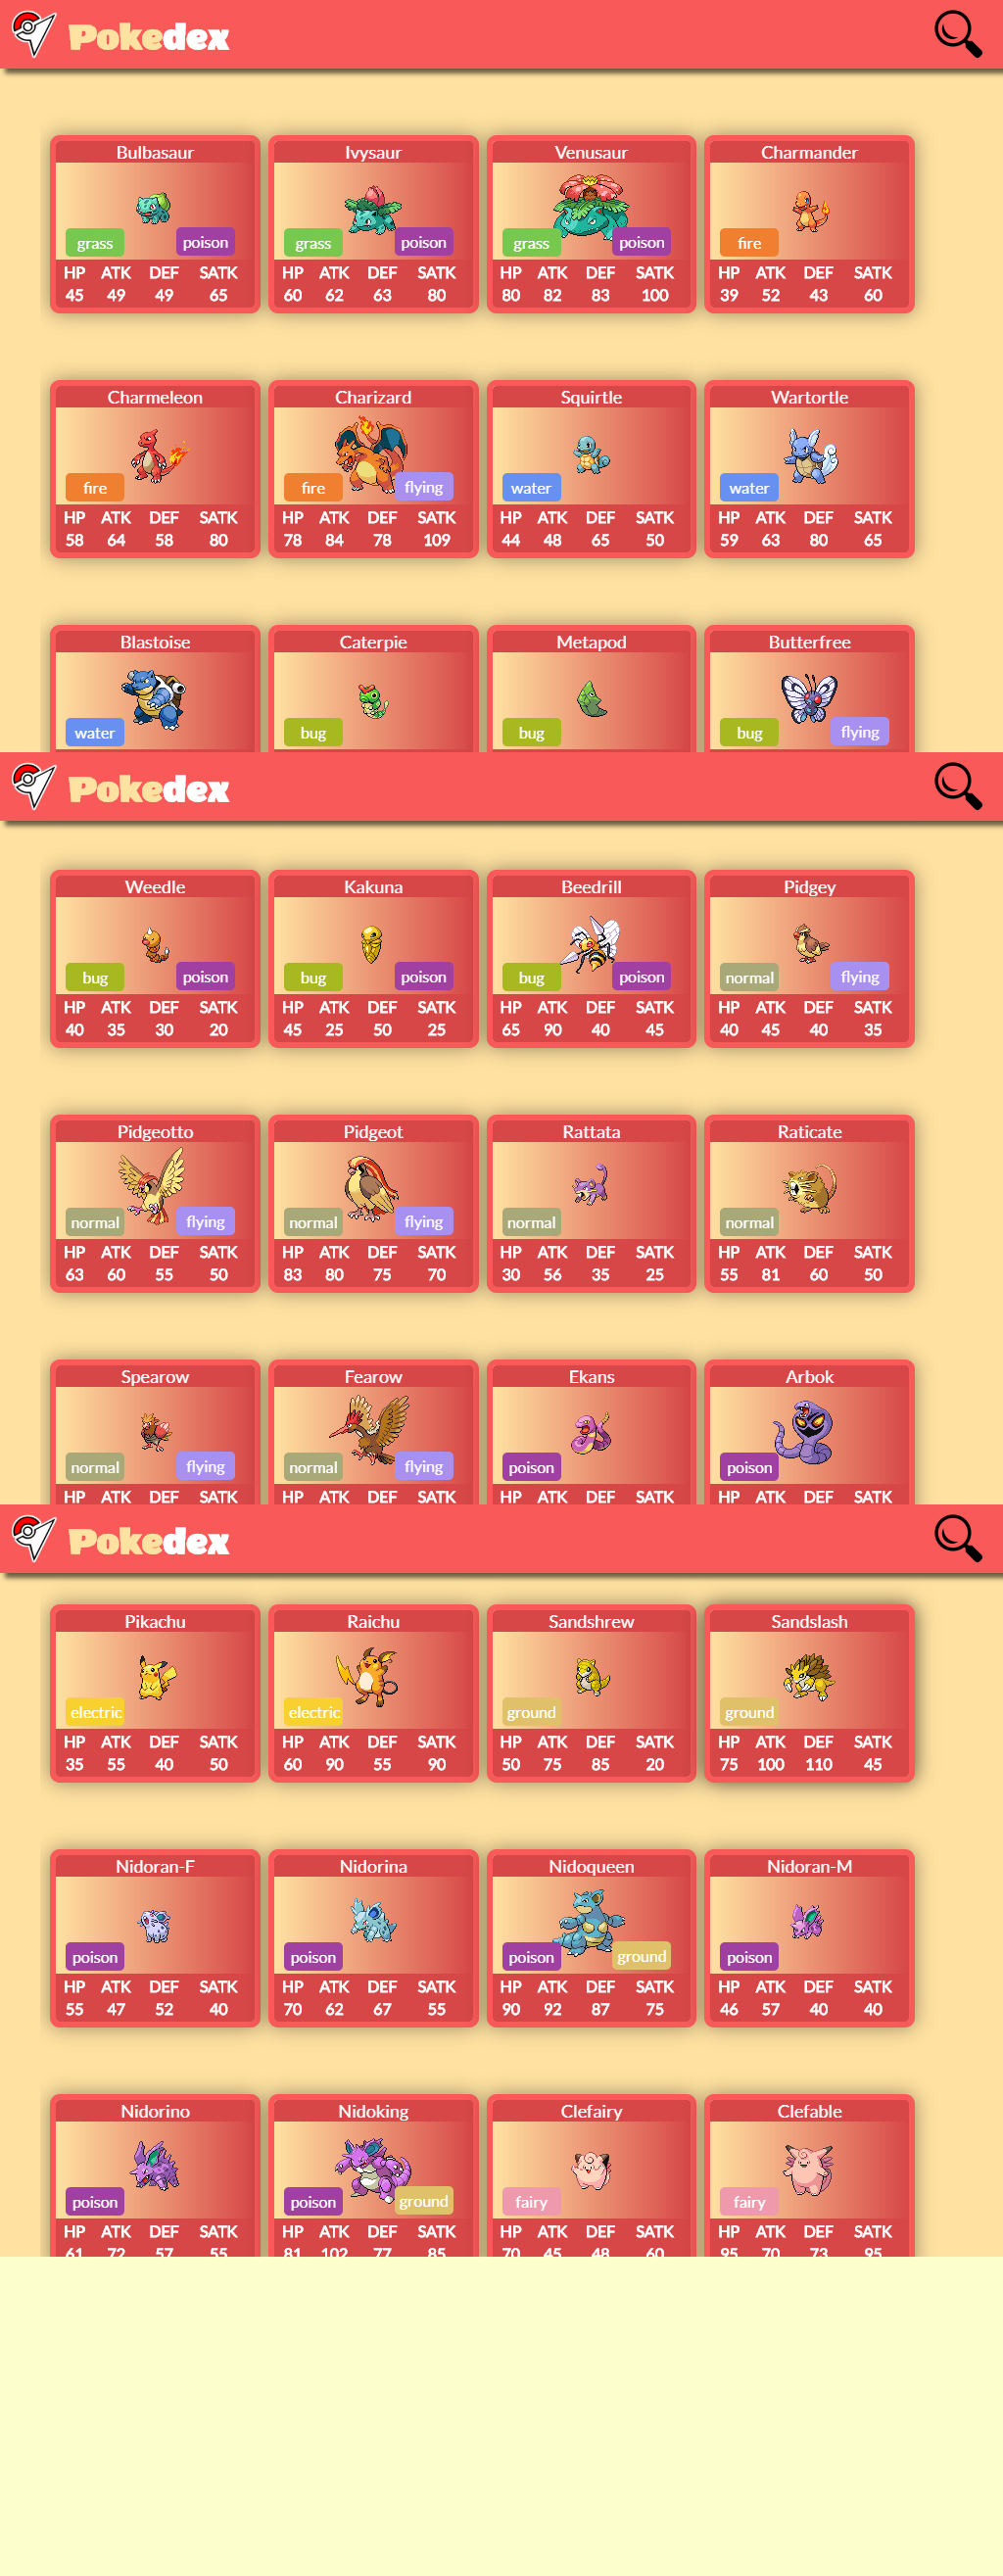 Pokedex
Bulbasaur Ivysaur Venusaur Charmander
grass poison grass poison grass poison fire
HP ATK DEF SATK HP ATK DEF SATK HP ATK DEF SATK HP ATK DEF SATK
45 49 49 65 60 62 63 80 80 82 83 100 39 52 43 60
Charmeleon Charizard Squirtle Wartortle
fire fire flying water water
HP ATK DEF SATK HP ATK DEF SATK HP ATK DEF SATK HP ATK DEF SATK
58 64 58 80 78 84 78 109 44 48 65 50 59 63 80 65
Blastoise Caterpie Metapod Butterfree
water bug bug bug flying
Pokedex
Weedle Kakuna Beedrill Pidgey
bug poison bug poison bug poison normal flying
HP ATK DEF SATK HP ATK DEF SATK HP ATK DEF SATK HP ATK DEF SATK
40 35 30 20 45 25 50 25 65 90 40 45 40 45 40 35
Pidgeotto Pidgeot Rattata Raticate
normal flying normal flying normal normal
HP ATK DEF SATK HP ATK DEF SATK HP ATK DEF SATK HP ATK DEF SATK
63 60 55 50 83 80 75 70 30 56 35 25 55 81 60 50
Spearow Fearow Ekans Arbok
normal flying normal flying poison poison
HP ATK DEF SATK HP ATK DEF SATK HP ATK DEF SATK HP ATK DEF SATK
Pokedex
Pikachu Raichu Sandshrew Sandslash
electric electric ground ground
HP ATK DEF SATK HP ATK DEF SATK HP ATK DEF SATK HP ATK DEF SATK
35 55 40 50 60 90 55 90 50 75 85 20 75 100 110 45
Nidoran-F Nidorina Nidoqueen Nidoran-M
poison poison poison ground poison
HP ATK DEF SATK HP ATK DEF SATK HP ATK DEF SATK HP ATK DEF SATK
55 47 52 40 70 62 67 55 90 92 87 75 46 57 40 40
Nidorino Nidoking Clefairy Clefable
poison poison ground fairy fairy
HP ATK DEF SATK HP ATK DEF SATK HP ATK DEF SATK HP ATK DEF SATK
61 72 57 55 81 102 77 85 70 45 48 60 95 70 73 95